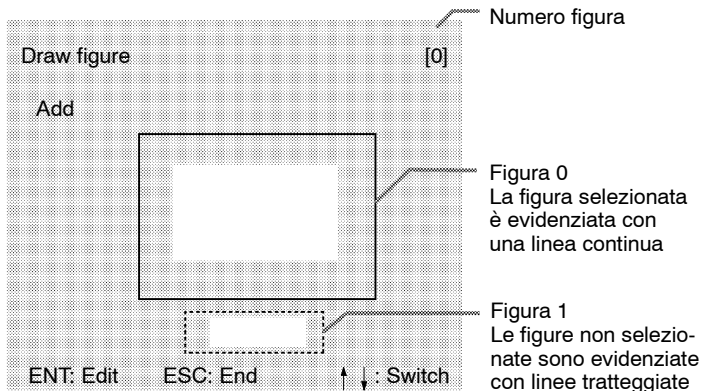 Numero figura
Draw figure [0]
Add
Figura 0
La figura selezionata
è evidenziata con
una linea continua
Figura 1
Le figure non selezio-
nate sono evidenziate
con linee tratteggiate
ENT: Edit ESC: End ↑ ↓ : Switch